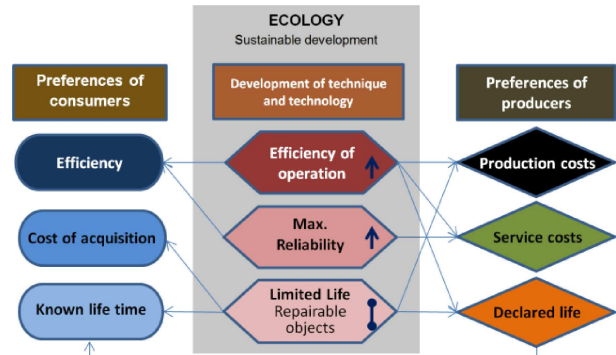 ECOLOGY
Sustainable development
Preferences of
consumers
Development of technique
and technology
Preferences of
producers
Efficiency
Efficiency of
operation
Production costs
Cost of acquisition
Max.
Reliability
Service costs
Known life time
Limited Life
Repairable
objects
Declared life